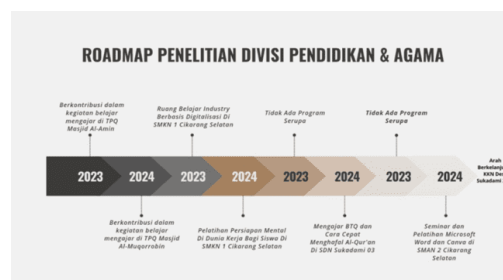 ROADMAP PENELITIAN DIVISI PENDIDIKAN & AGAMA
Berkontribusi dalam
kegiatan belajar
mengajar di TPQ
Masjid Al-Amin
Ruang Belajar Industry
Berbasis Digitalisasi Di
SMKN 1 Cikarang Selatan
Tidak Ada Program
Serupa
Tidak Ada Program
Serupa
2023
2024
2023
2024
2023
2024
2023
2024
Arah
Berkelanju
KKN Des
Sukadami
Berkontribusi dalam
kegiatan belajar
mengajar di TPQ Masjid
Al-Muqorrobin
Pelatihan Persiapan Mental
Di Dunia Kerja Bagi Siswa Di
SMKN 1 Cikarang Selatan
Mengajar BTQ dan
Cara Cepat
Menghafal Al-Qur'an
Di SDN Sukadami 03
Seminar dan
Pelatihan Microsoft
Word dan Canva di
SMAN 2 Cikarang
Selatan